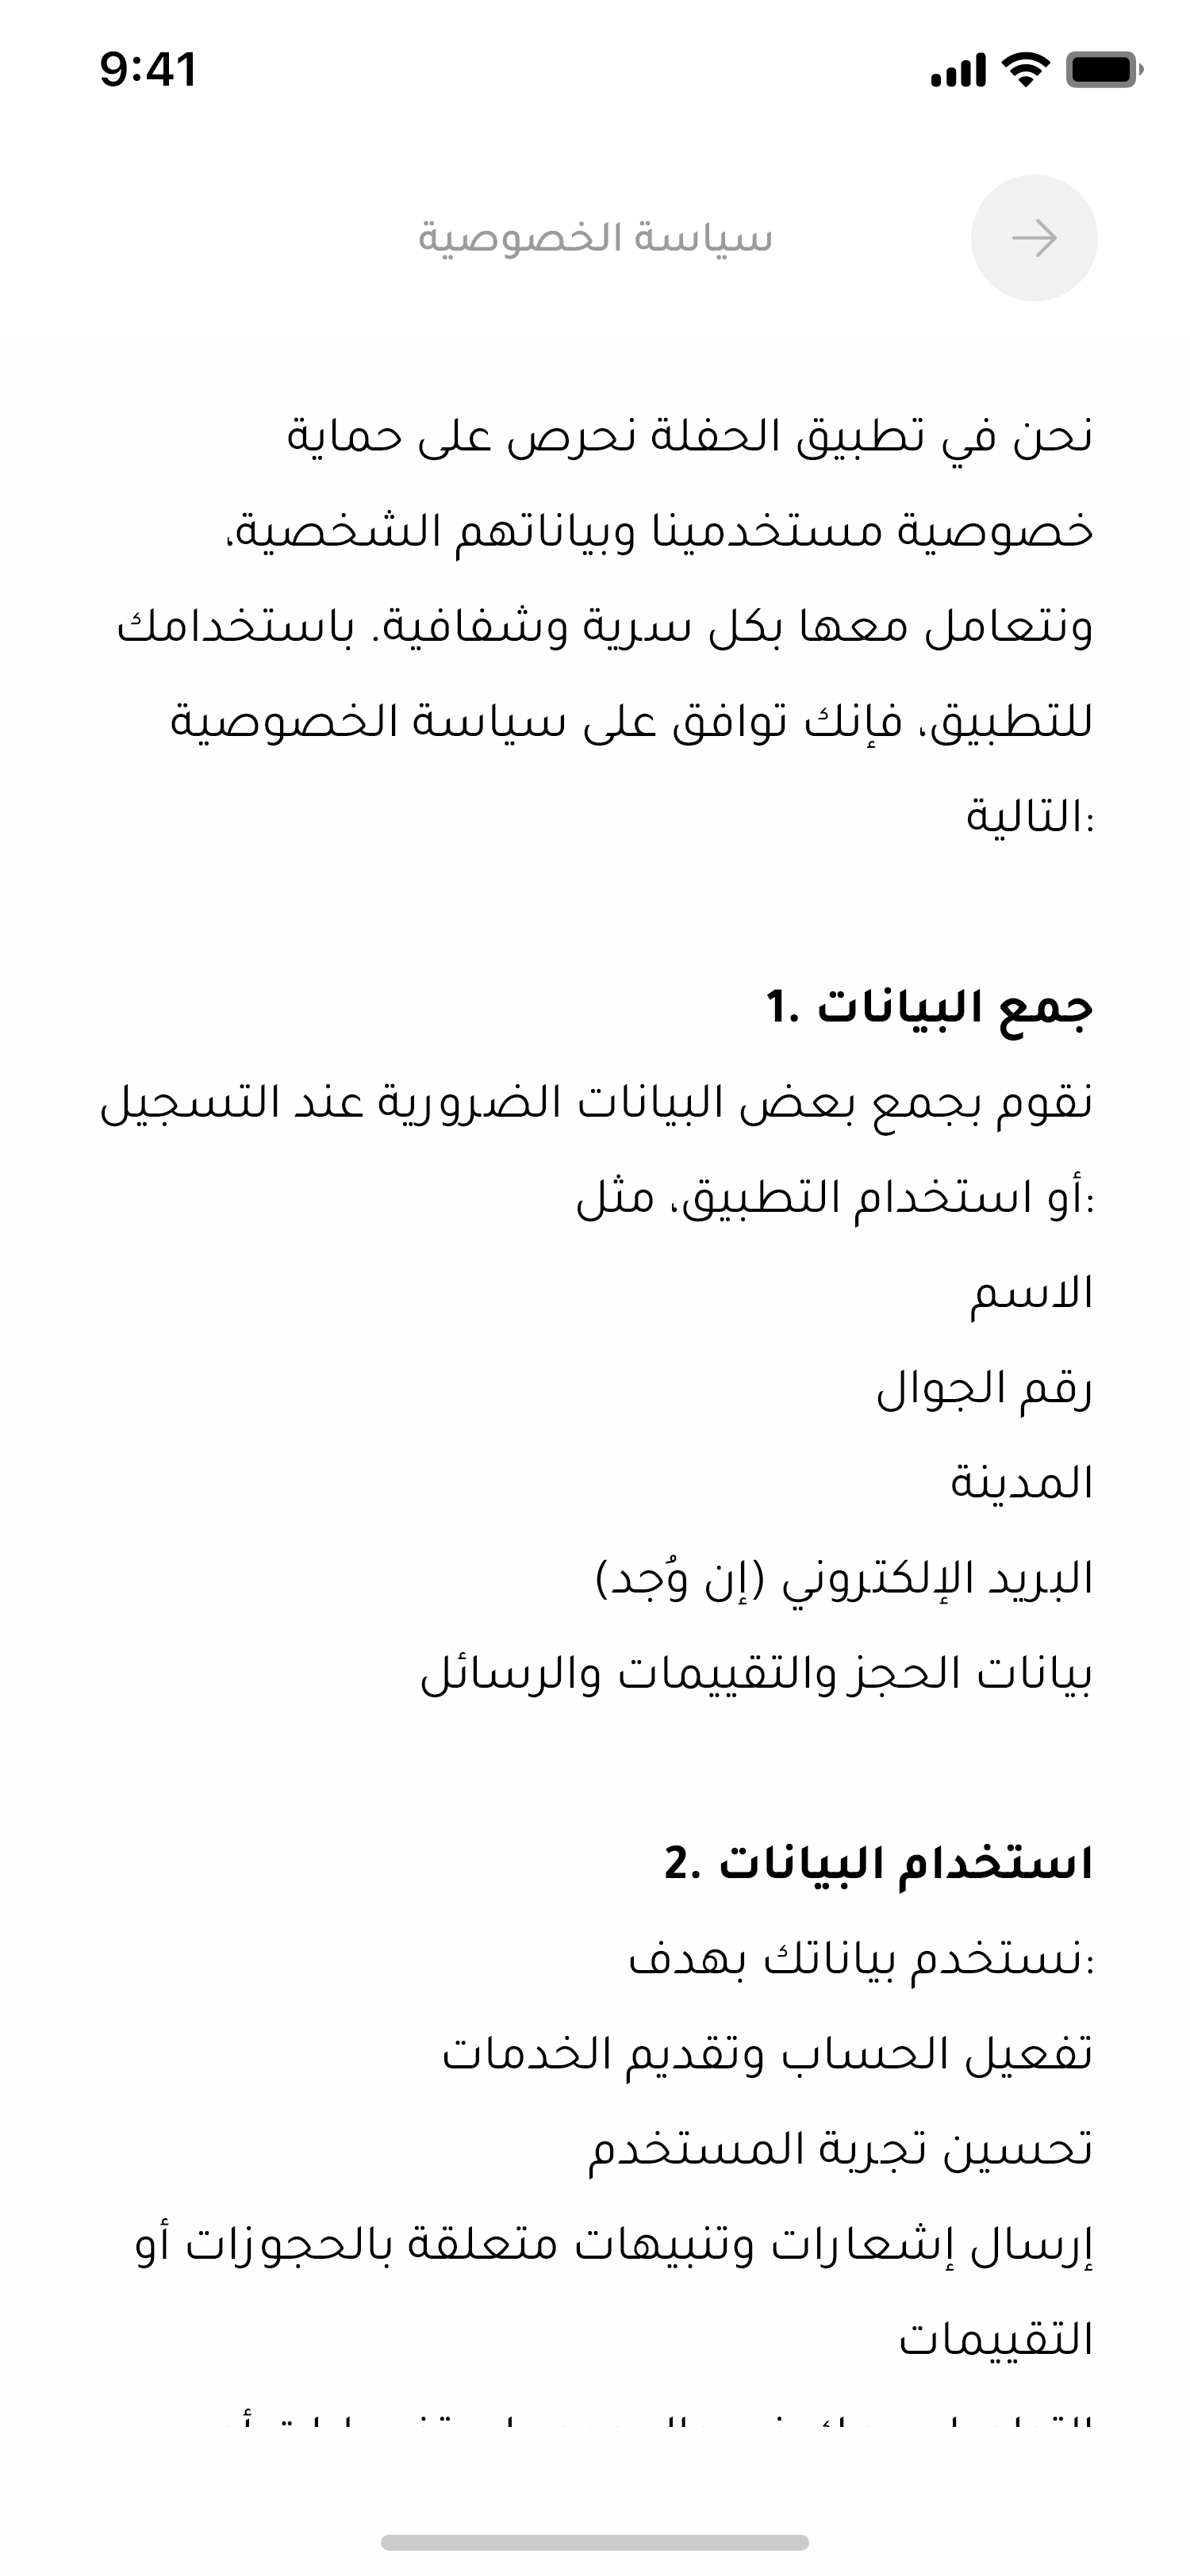 9:41
سياسة الخصوصية
نحن في تطبيق الحفلة نحرص على حماية
خصوصية مستخدمينا وبياناتهم الشخصية،
ونتعامل معها بكل سرية وشفافية. باستخدامك
للتطبيق، فإنك توافق على سياسة الخصوصية
:التالية
جمع البيانات .1
نقوم بجمع بعض البيانات الضرورية عند التسجيل
:أو استخدام التطبيق، مثل
الاسم
رقم الجوال
المدينة
البريد الإلكتروني (إن وُجد)
بيانات الحجز والتقييمات والرسائل
استخدام البيانات .2
:نستخدم بياناتك بهدف
تفعيل الحساب وتقديم الخدمات
تحسين تجربة المستخدم
إرسال إشعارات وتنبيهات متعلقة بالحجوزات أو
التقييمات